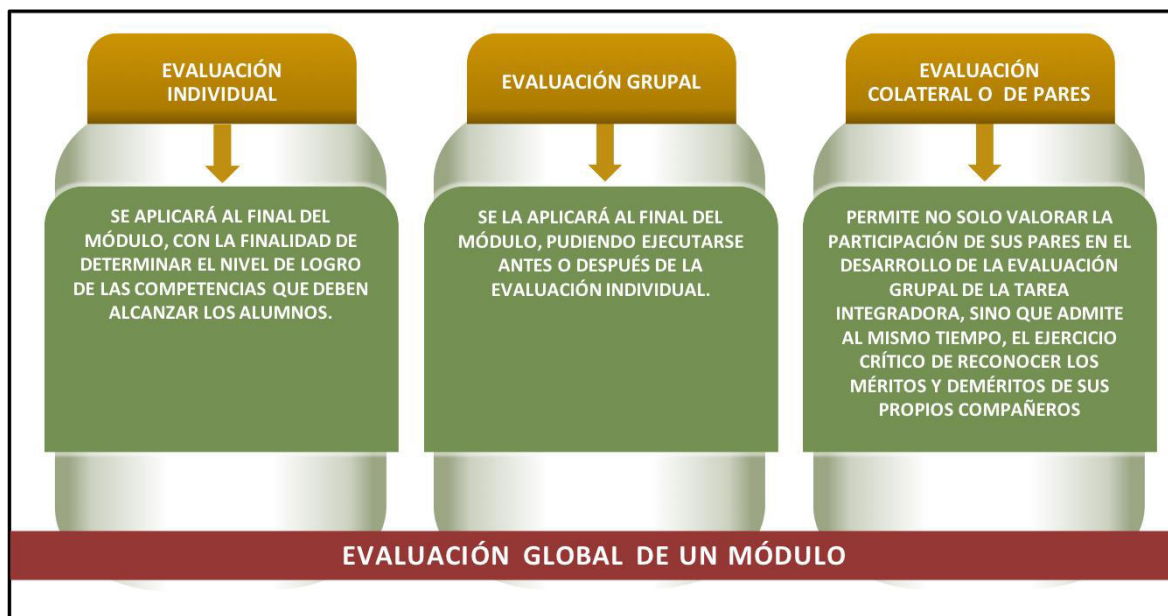 EVALUACIÓN
INDIVIDUAL
SE APLICARÁ AL FINAL DEL
MÓDULO, CON LA FINALIDAD DE
DETERMINAR EL NIVEL DE LOGRO
DE LAS COMPETENCIAS QUE DEBEN
ALCANZAR LOS ALUMNOS.
EVALUACIÓN GRUPAL
SE LA APLICARÁ AL FINAL DEL
MÓDULO, PUDIENDO EJECUTARSE
ANTES O DESPUÉS DE LA
EVALUACIÓN INDIVIDUAL.
EVALUACIÓN
COLATERAL O DE PARES
PERMITE NO SOLO VALORAR LA
PARTICIPACIÓN DE SUS PARES EN EL
DESARROLLO DE LA EVALUACIÓN
GRUPAL DE LA TAREA
INTEGRADORA, SINO QUE ADMITE
AL MISMO TIEMPO, EL EJERCICIO
CRÍTICO DE RECONOCER LOS
MÉRITOS Y DEMÉRITOS DE SUS
PROPIOS COMPAÑEROS
EVALUACIÓN GLOBAL DE UN MÓDULO